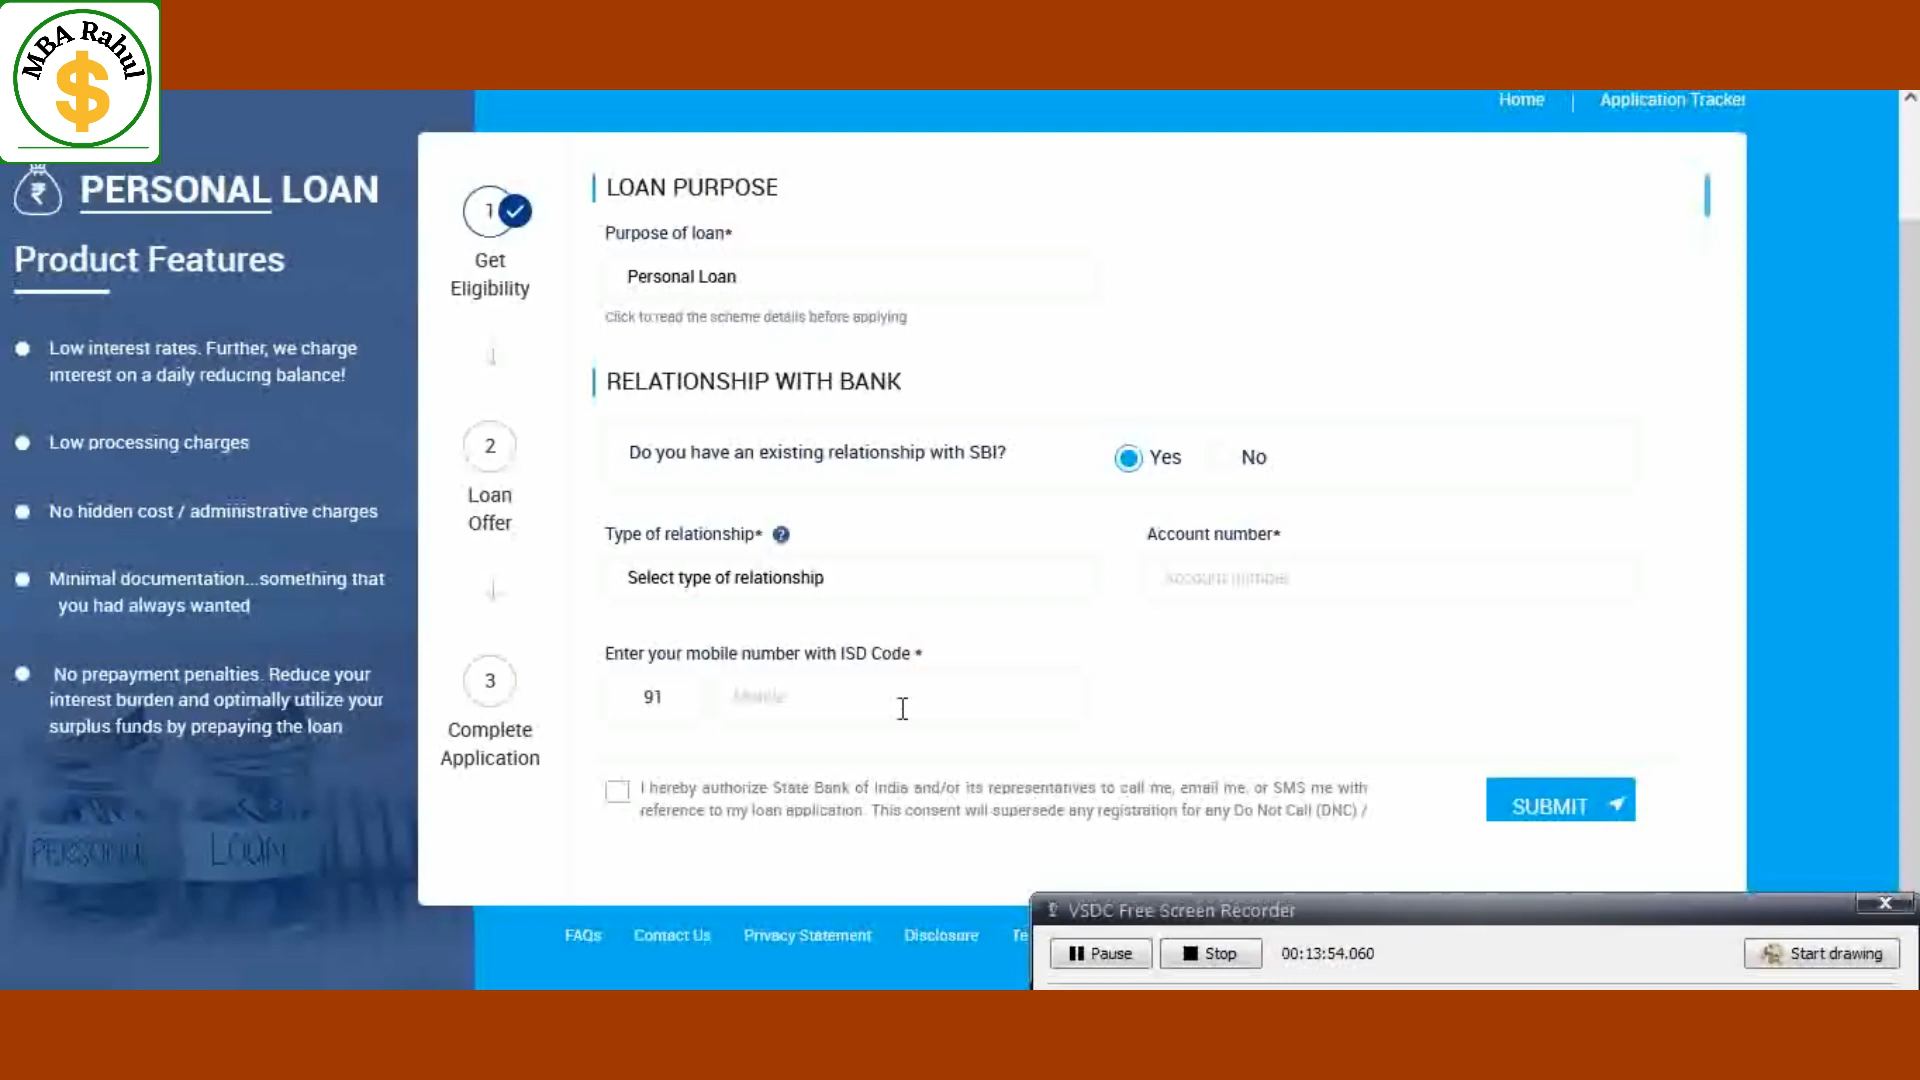 MBA Rahul
$
Home
Application Tracker
PERSONAL LOAN
Product Features
Low interest rates. Further, we charge
interest on a daily reducing balance!
Low processing charges
No hidden cost / administrative charges
Minimal documentation...something that
you had always wanted
No prepayment penalties. Reduce your
interest burden and optimally utilize your
surplus funds by prepaying the loan
PERSONAL
LOAN
1
Get
Eligibility
2
Loan
Offer
3
Complete
Application
LOAN PURPOSE
Purpose of loan*
Personal Loan
Click to read the scheme details before applying
RELATIONSHIP WITH BANK
Do you have an existing relationship with SBI?
Yes
No
Type of relationship* ?
Account number*
Select type of relationship
Account number
Enter your mobile number with ISD Code *
91
Mobile
I hereby authorize State Bank of India and/or its representatives to call me, email me, or SMS me with
reference to my loan application. This consent will supersede any registration for any Do Not Call (DNC) /
SUBMIT
FAQs
Contact Us
Privacy Statement
Disclosure
Te
VSDC Free Screen Recorder
Pause
Stop
00:13:54.060
Start drawing